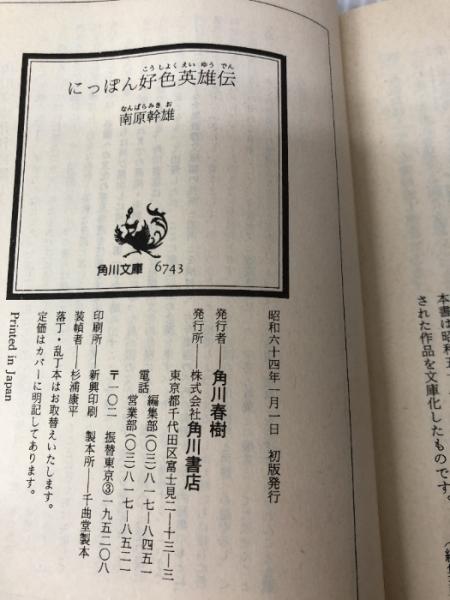 こうしよくえいゆうでん
にっぽん好色英雄伝
なんばらみきお
南原幹雄
角川文庫 6743
本書は昭和五
された作品を文庫化したものです。
昭和六十四年一月一日 初版発行
発行者――角川春樹
発行所――株式会社角川書店
東京都千代田区富士見二―十三―三
電話 編集部(〇三)八一七―八四五一
営業部(〇三)八一七―八五二一
〒一〇二 振替東京③一九五二〇八
印刷所――新興印刷 製本所――千曲堂製本
装幀者――杉浦康平
落丁・乱丁本はお取替えいたします。
定価はカバーに明記してあります。
Printed in Japan